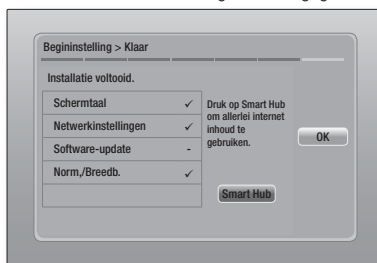 Begininstelling > Klaar
Installatie voltooid.
Schermtaal ✓
Netwerkinstellingen ✓
Software-update -
Norm,/Breedb. ✓
Druk op Smart Hub
om allerlei internet
inhoud te
gebruiken.
OK
Smart Hub